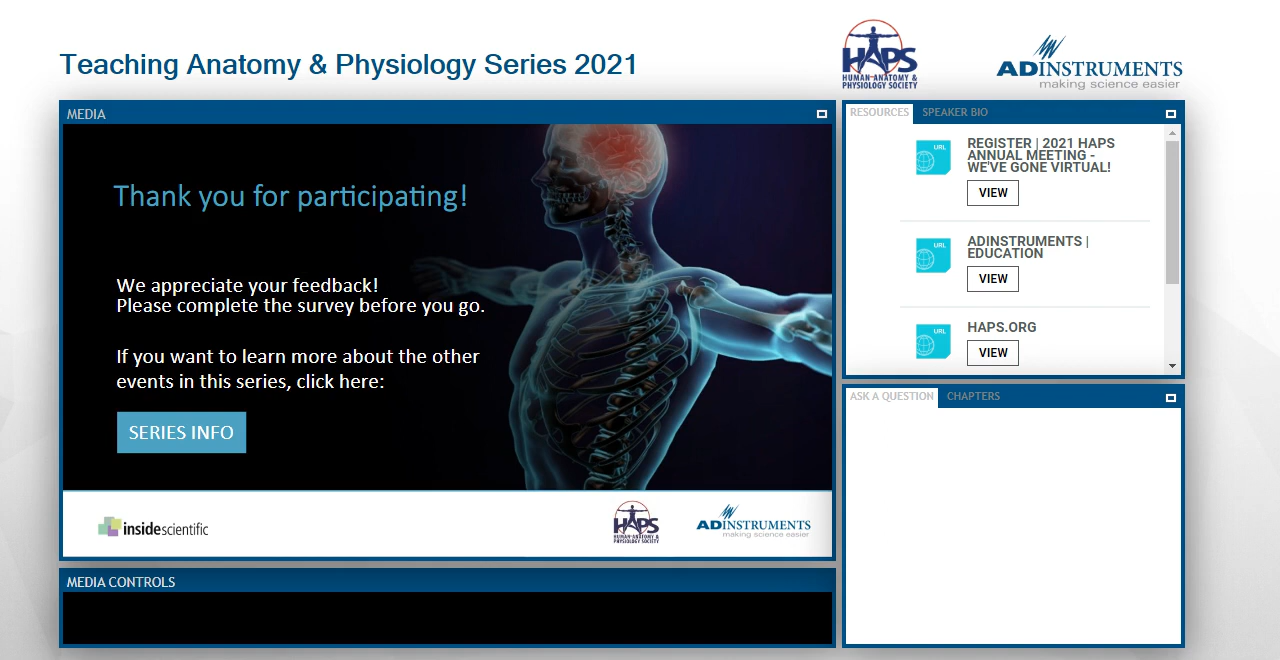 Teaching Anatomy & Physiology Series 2021
HAPS
HUMAN ANATOMY &
PHYSIOLOGY SOCIETY
ADINSTRUMENTS
making science easier
MEDIA
Thank you for participating!
We appreciate your feedback!
Please complete the survey before you go.
If you want to learn more about the other
events in this series, click here:
SERIES INFO
insidescientific
HAPS
HUMAN ANATOMY &
PHYSIOLOGY SOCIETY
ADINSTRUMENTS
making science easier
MEDIA CONTROLS
RESOURCES
SPEAKER BIO
URL
REGISTER | 2021 HAPS
ANNUAL MEETING -
WE'VE GONE VIRTUAL!
VIEW
URL
ADINSTRUMENTS |
EDUCATION
VIEW
URL
HAPS.ORG
VIEW
ASK A QUESTION
CHAPTERS